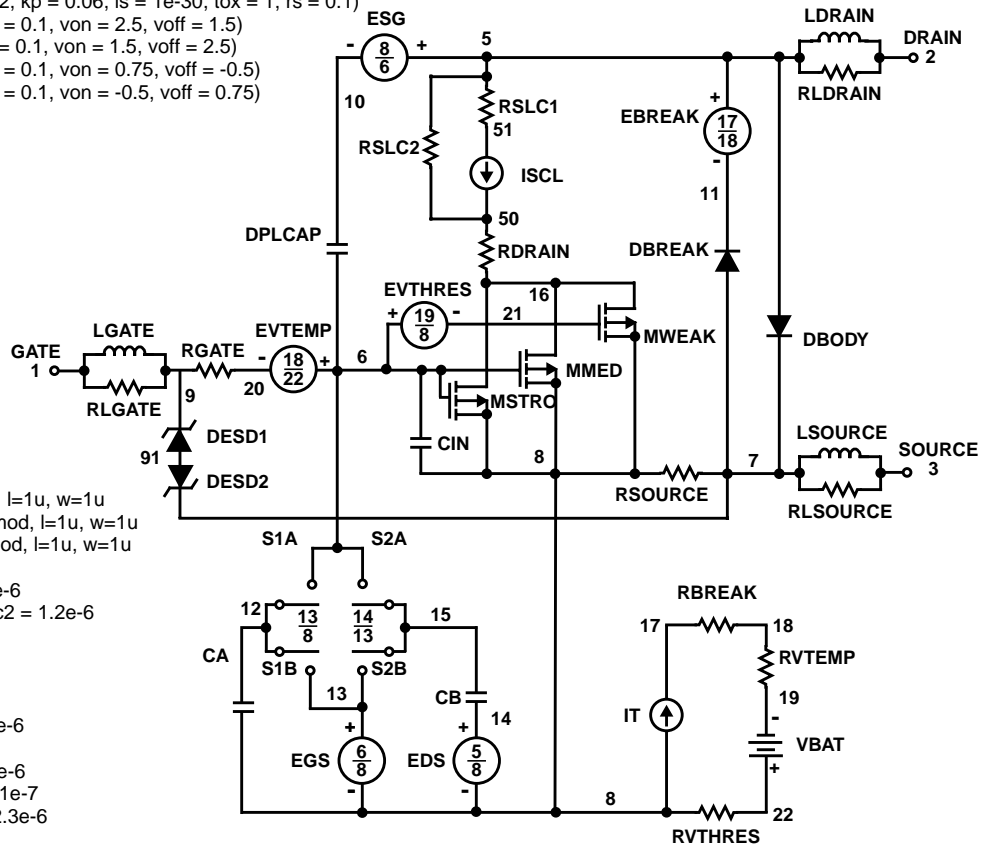 2, kp = 0.06, is = 1e-30, tox = 1, rs = 0.1)
= 0.1, von = 2.5, voff = 1.5)
= 0.1, von = 1.5, voff = 2.5)
= 0.1, von = 0.75, voff = -0.5)
= 0.1, von = -0.5, voff = 0.75)
ESG
- 8/6 +
5
10
LDRAIN
DRAIN
2
RLDRAIN
RSLC1
51
RSLC2
ISCL
50
RDRAIN
EBREAK
+ 17/18 -
11
DBREAK
DBODY
DPLCAP
EVTHRES
+ 19/8 -
21
16
MWEAK
MMED
MSTRO
LGATE
GATE
1
RLGATE
RGATE
9
20
EVTEMP
- 18/22 +
6
DESD1
91
DESD2
CIN
8
RSOURCE
7
LSOURCE
SOURCE
3
RLSOURCE
l=1u, w=1u
mod, l=1u, w=1u
od, l=1u, w=1u
e-6
c2 = 1.2e-6
S1A
S2A
12
13/8
14/13
15
CA
S1B
S2B
13
CB
14
EGS
+ 6/8 -
EDS
+ 5/8 -
8
RBREAK
17
18
RVTEMP
19
IT
-
VBAT
+
22
RVTHRES
e-6
e-6
1e-7
2.3e-6